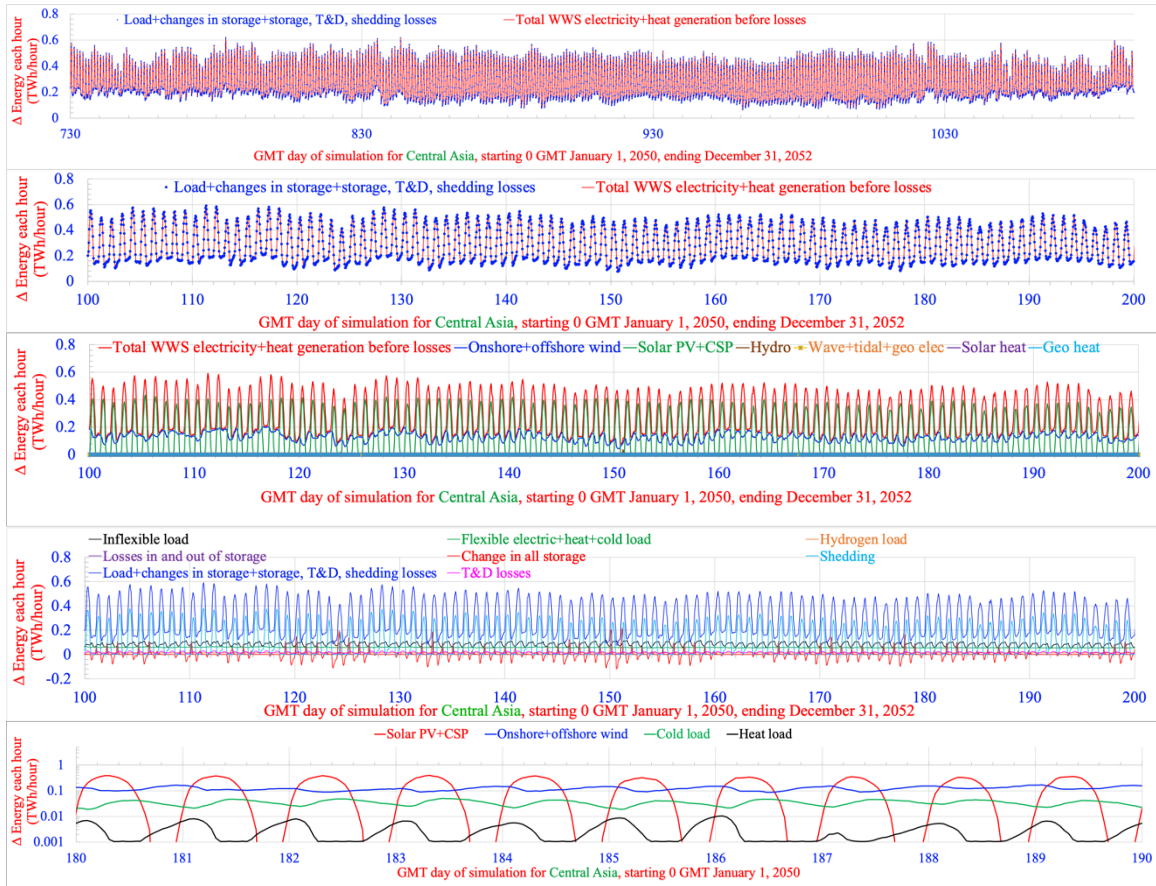 Load+changes in storage+storage, T&D, shedding losses —Total WWS electricity+heat generation before losses
Δ Energy each hour
(TWh/hour)
0.8
0.6
0.4
0.2
0
730 830 930 1030
GMT day of simulation for Central Asia, starting 0 GMT January 1, 2050, ending December 31, 2052
• Load+changes in storage+storage, T&D, shedding losses —Total WWS electricity+heat generation before losses
Δ Energy each hour
(TWh/hour)
0.8
0.6
0.4
0.2
0
100 110 120 130 140 150 160 170 180 190 200
GMT day of simulation for Central Asia, starting 0 GMT January 1, 2050, ending December 31, 2052
—Total WWS electricity+heat generation before losses —Onshore+offshore wind —Solar PV+CSP —Hydro —Wave+tidal+geo elec —Solar heat —Geo heat
Δ Energy each hour
(TWh/hour)
0.8
0.6
0.4
0.2
0
100 110 120 130 140 150 160 170 180 190 200
GMT day of simulation for Central Asia, starting 0 GMT January 1, 2050, ending December 31, 2052
—Inflexible load —Flexible electric+heat+cold load —Hydrogen load
—Losses in and out of storage —Change in all storage —Shedding
—Load+changes in storage+storage, T&D, shedding losses —T&D losses
Δ Energy each hour
(TWh/hour)
0.8
0.6
0.4
0.2
0
-0.2
100 110 120 130 140 150 160 170 180 190 200
GMT day of simulation for Central Asia, starting 0 GMT January 1, 2050, ending December 31, 2052
—Solar PV+CSP —Onshore+offshore wind —Cold load —Heat load
Δ Energy each hour
(TWh/hour)
1
0.1
0.01
0.001
180 181 182 183 184 185 186 187 188 189 190
GMT day of simulation for Central Asia, starting 0 GMT January 1, 2050